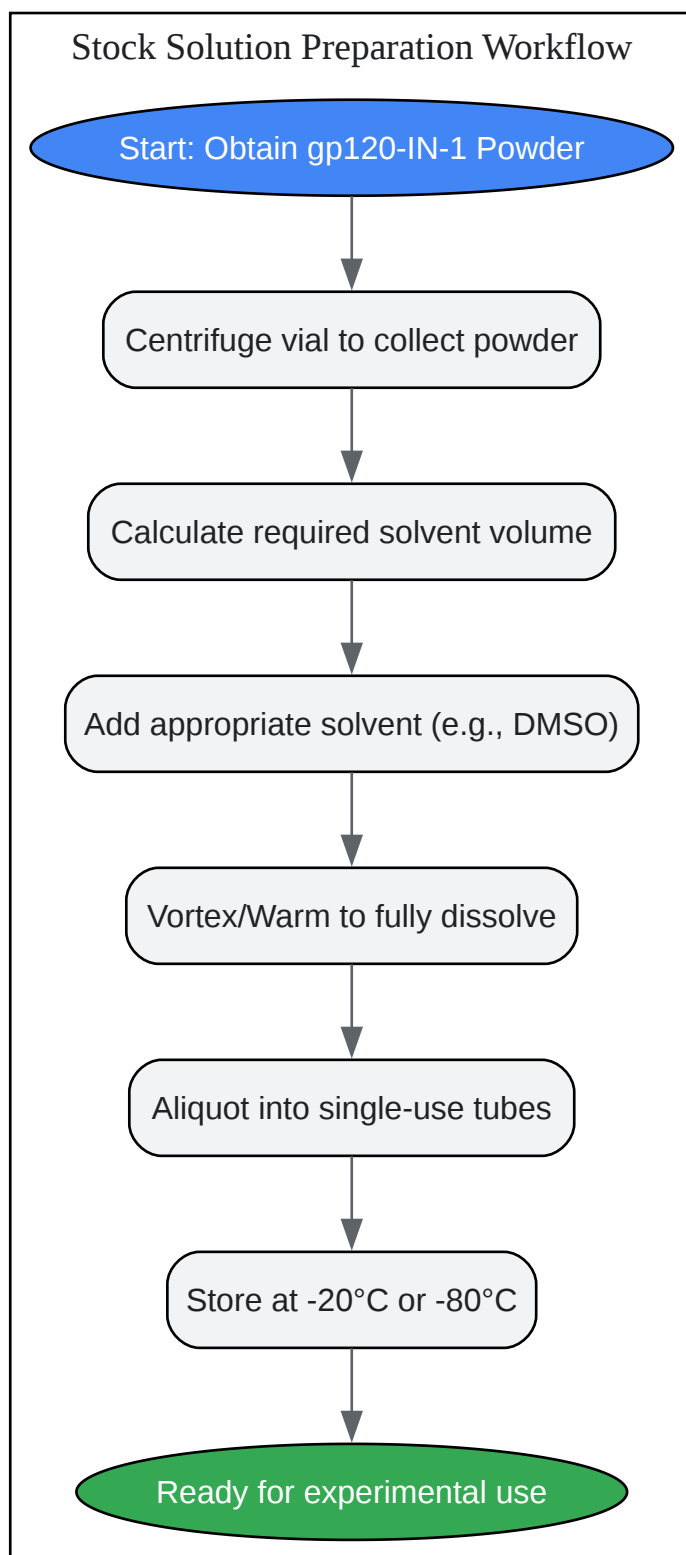 Stock Solution Preparation Workflow
Start: Obtain gp120-IN-1 Powder
Centrifuge vial to collect powder
Calculate required solvent volume
Add appropriate solvent (e.g., DMSO)
Vortex/Warm to fully dissolve
Aliquot into single-use tubes
Store at -20°C or -80°C
Ready for experimental use